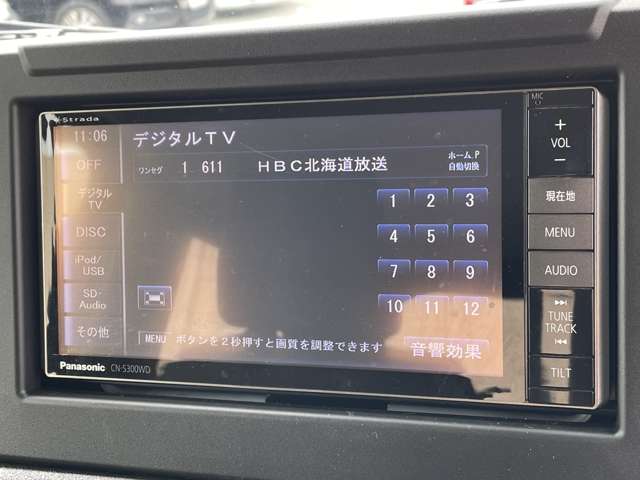 Strada
MIC
11:06
デジタルTV
OFF
ワンセグ 1 611 HBC北海道放送 ホームP 自動切換
デジタル TV
DISC
iPod/ USB
SD- Audio
その他
1 2 3
4 5 6
7 8 9
10 11 12
MENU ボタンを2秒押すと画質を調整できます
音響効果
Panasonic CN-S300WD
+
VOL
−
現在地
MENU
AUDIO
TUNE
TRACK
TILT